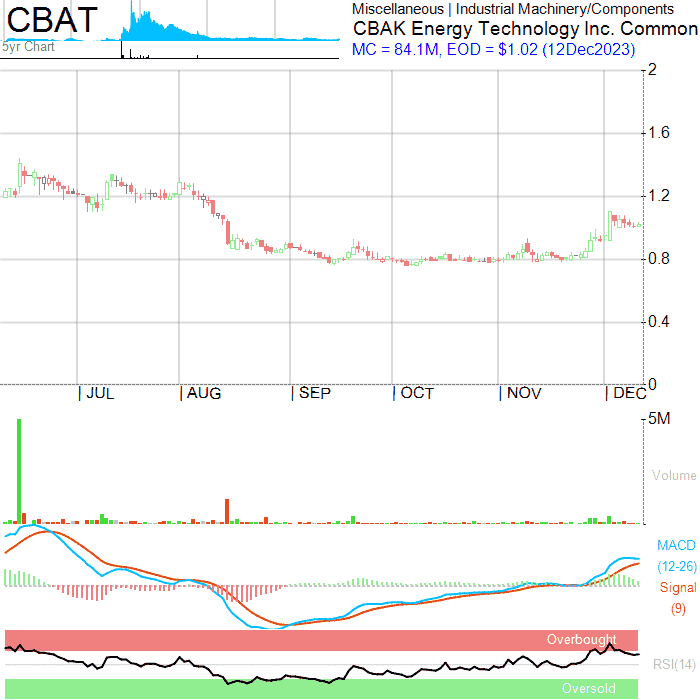 CBAT
5yr Chart
Miscellaneous | Industrial Machinery/Components
CBAK Energy Technology Inc. Common
MC = 84.1M, EOD = $1.02 (12Dec2023)
2
1.6
1.2
0.8
0.4
0
| JUL | AUG | SEP | OCT | NOV | DEC
5M
Volume
MACD
(12-26)
Signal
(9)
Overbought
RSI(14)
Oversold